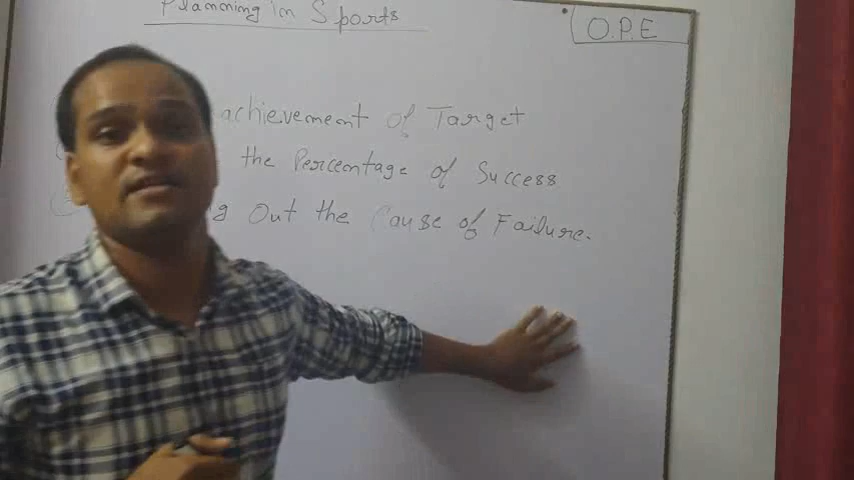 Planning in Sports
O.P.E
achievement of Target
the Percentage of Success
g Out the Cause of Failure.